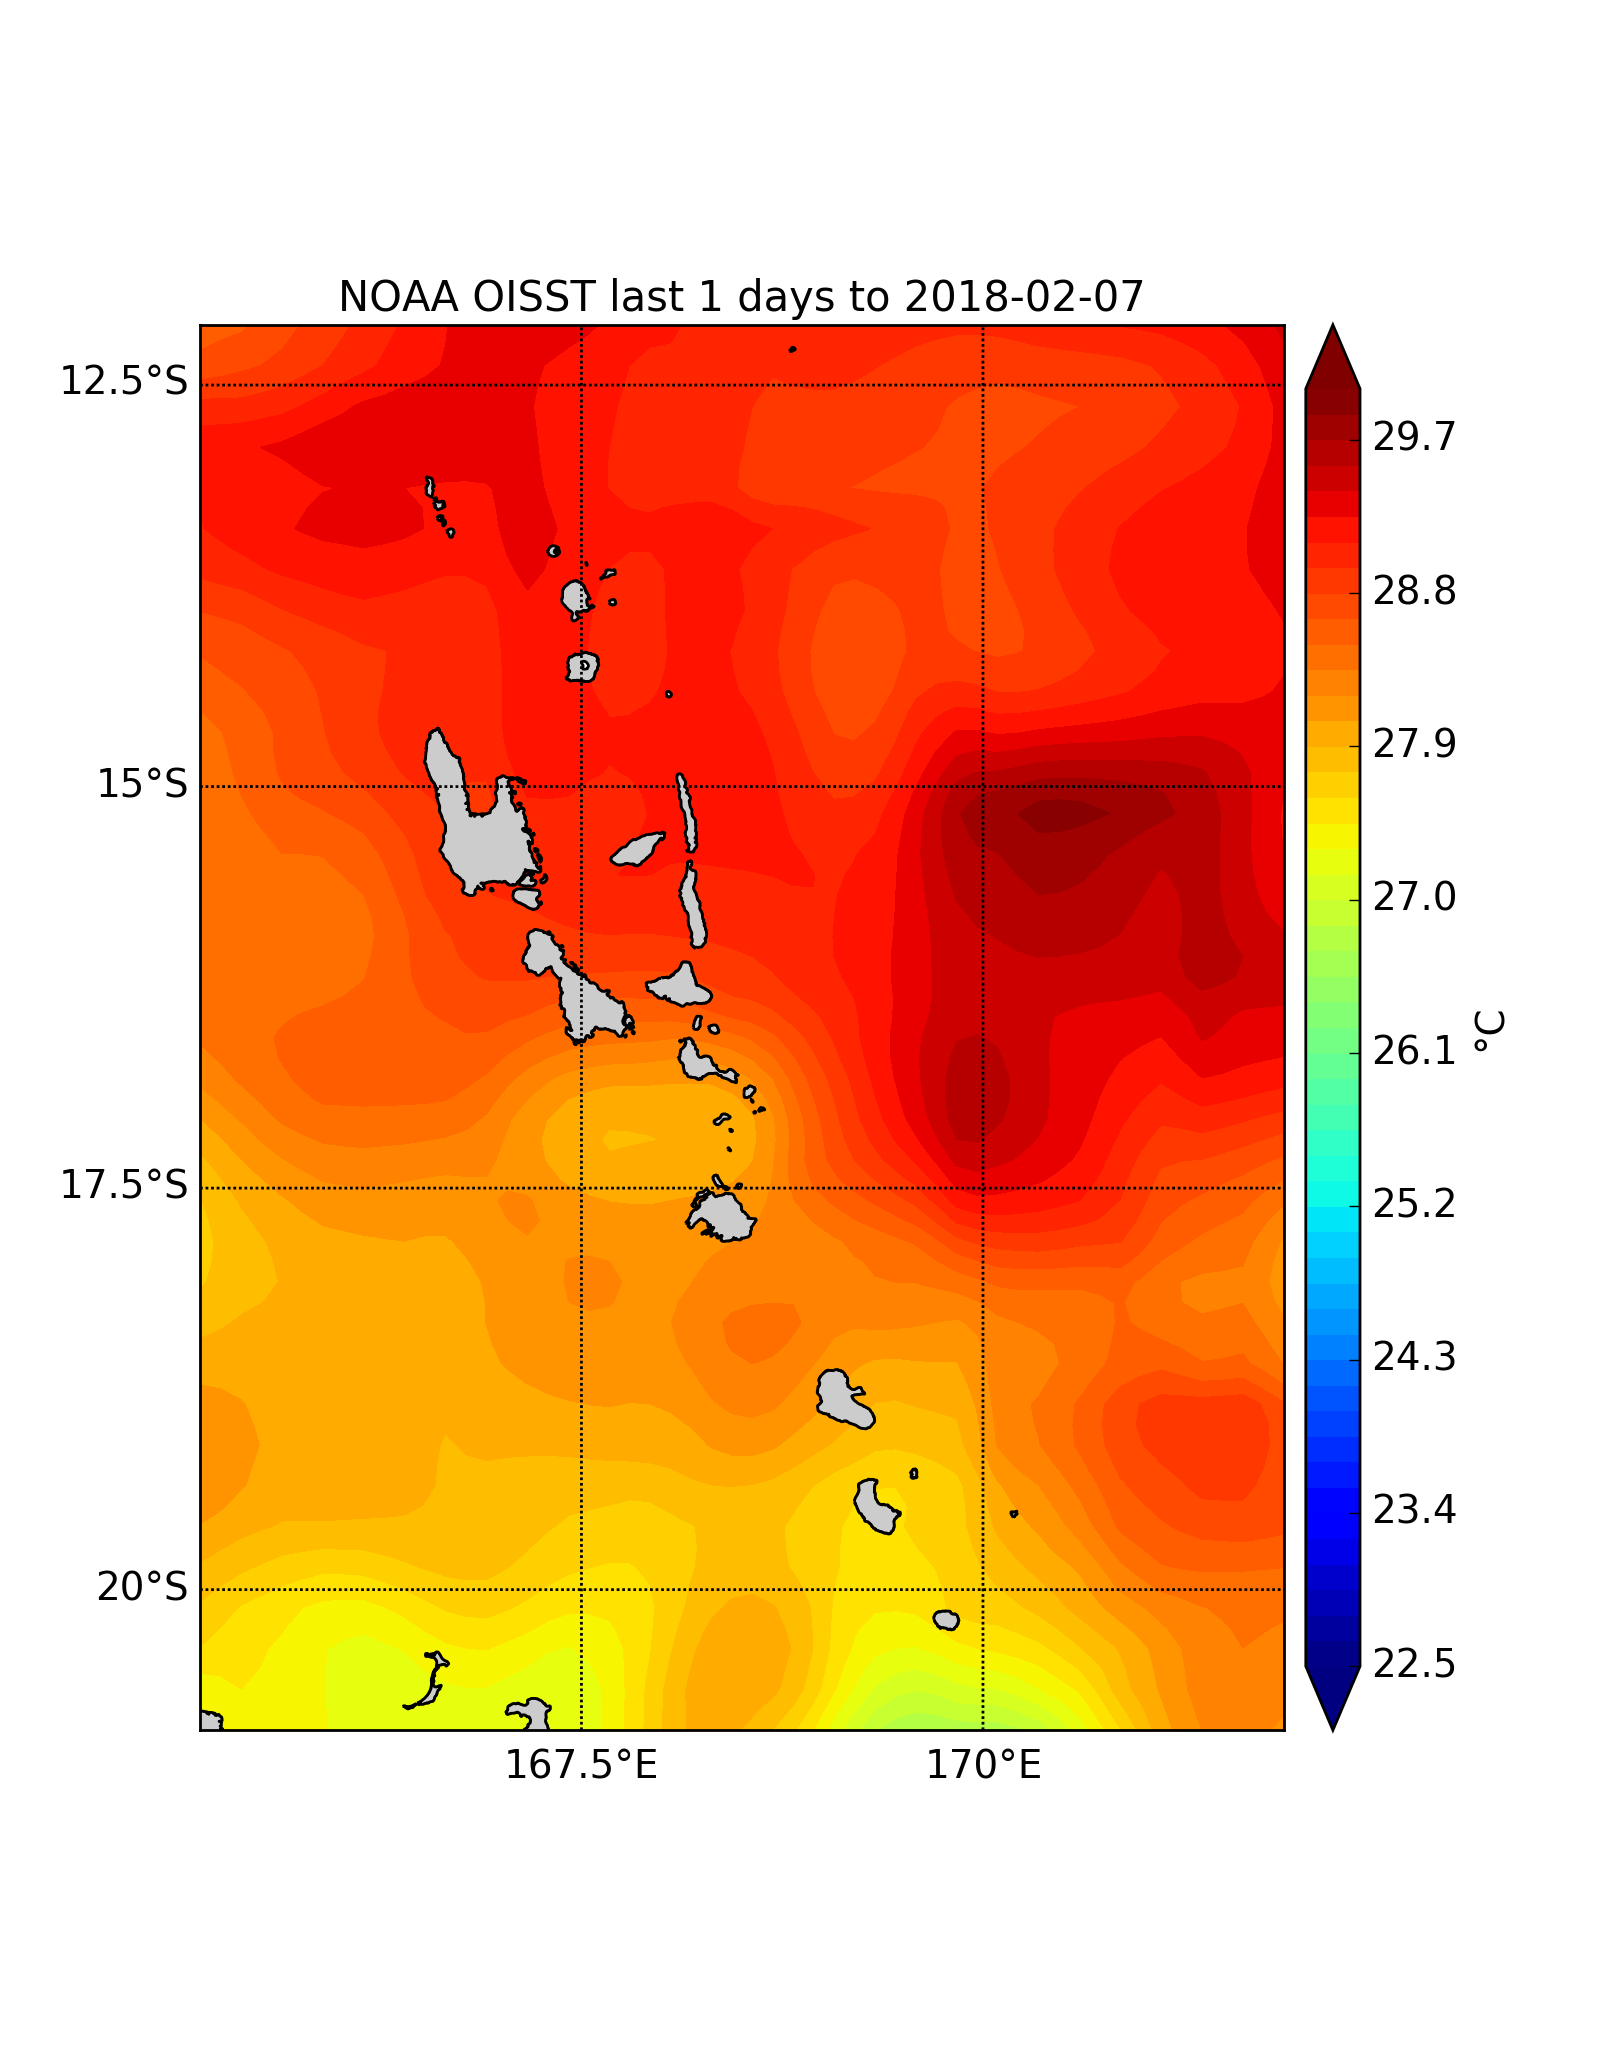 NOAA OISST last 1 days to 2018-02-07
12.5°S
15°S
17.5°S
20°S
167.5°E
170°E
29.7
28.8
27.9
27.0
26.1
25.2
24.3
23.4
22.5
°C